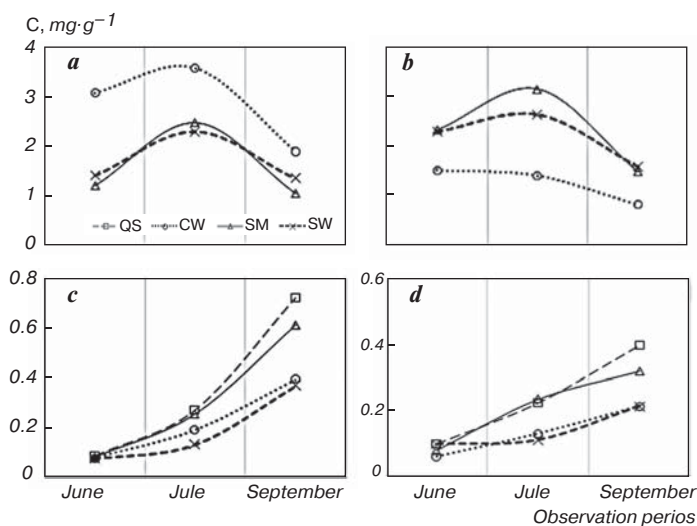 C, mg·g⁻¹
4
3
2
1
0
a
QS CW SM SW
b
0.8
0.6
0.4
0.2
0
c
June Jule September
0.6
0.4
0.2
0
d
June Jule September
Observation perios